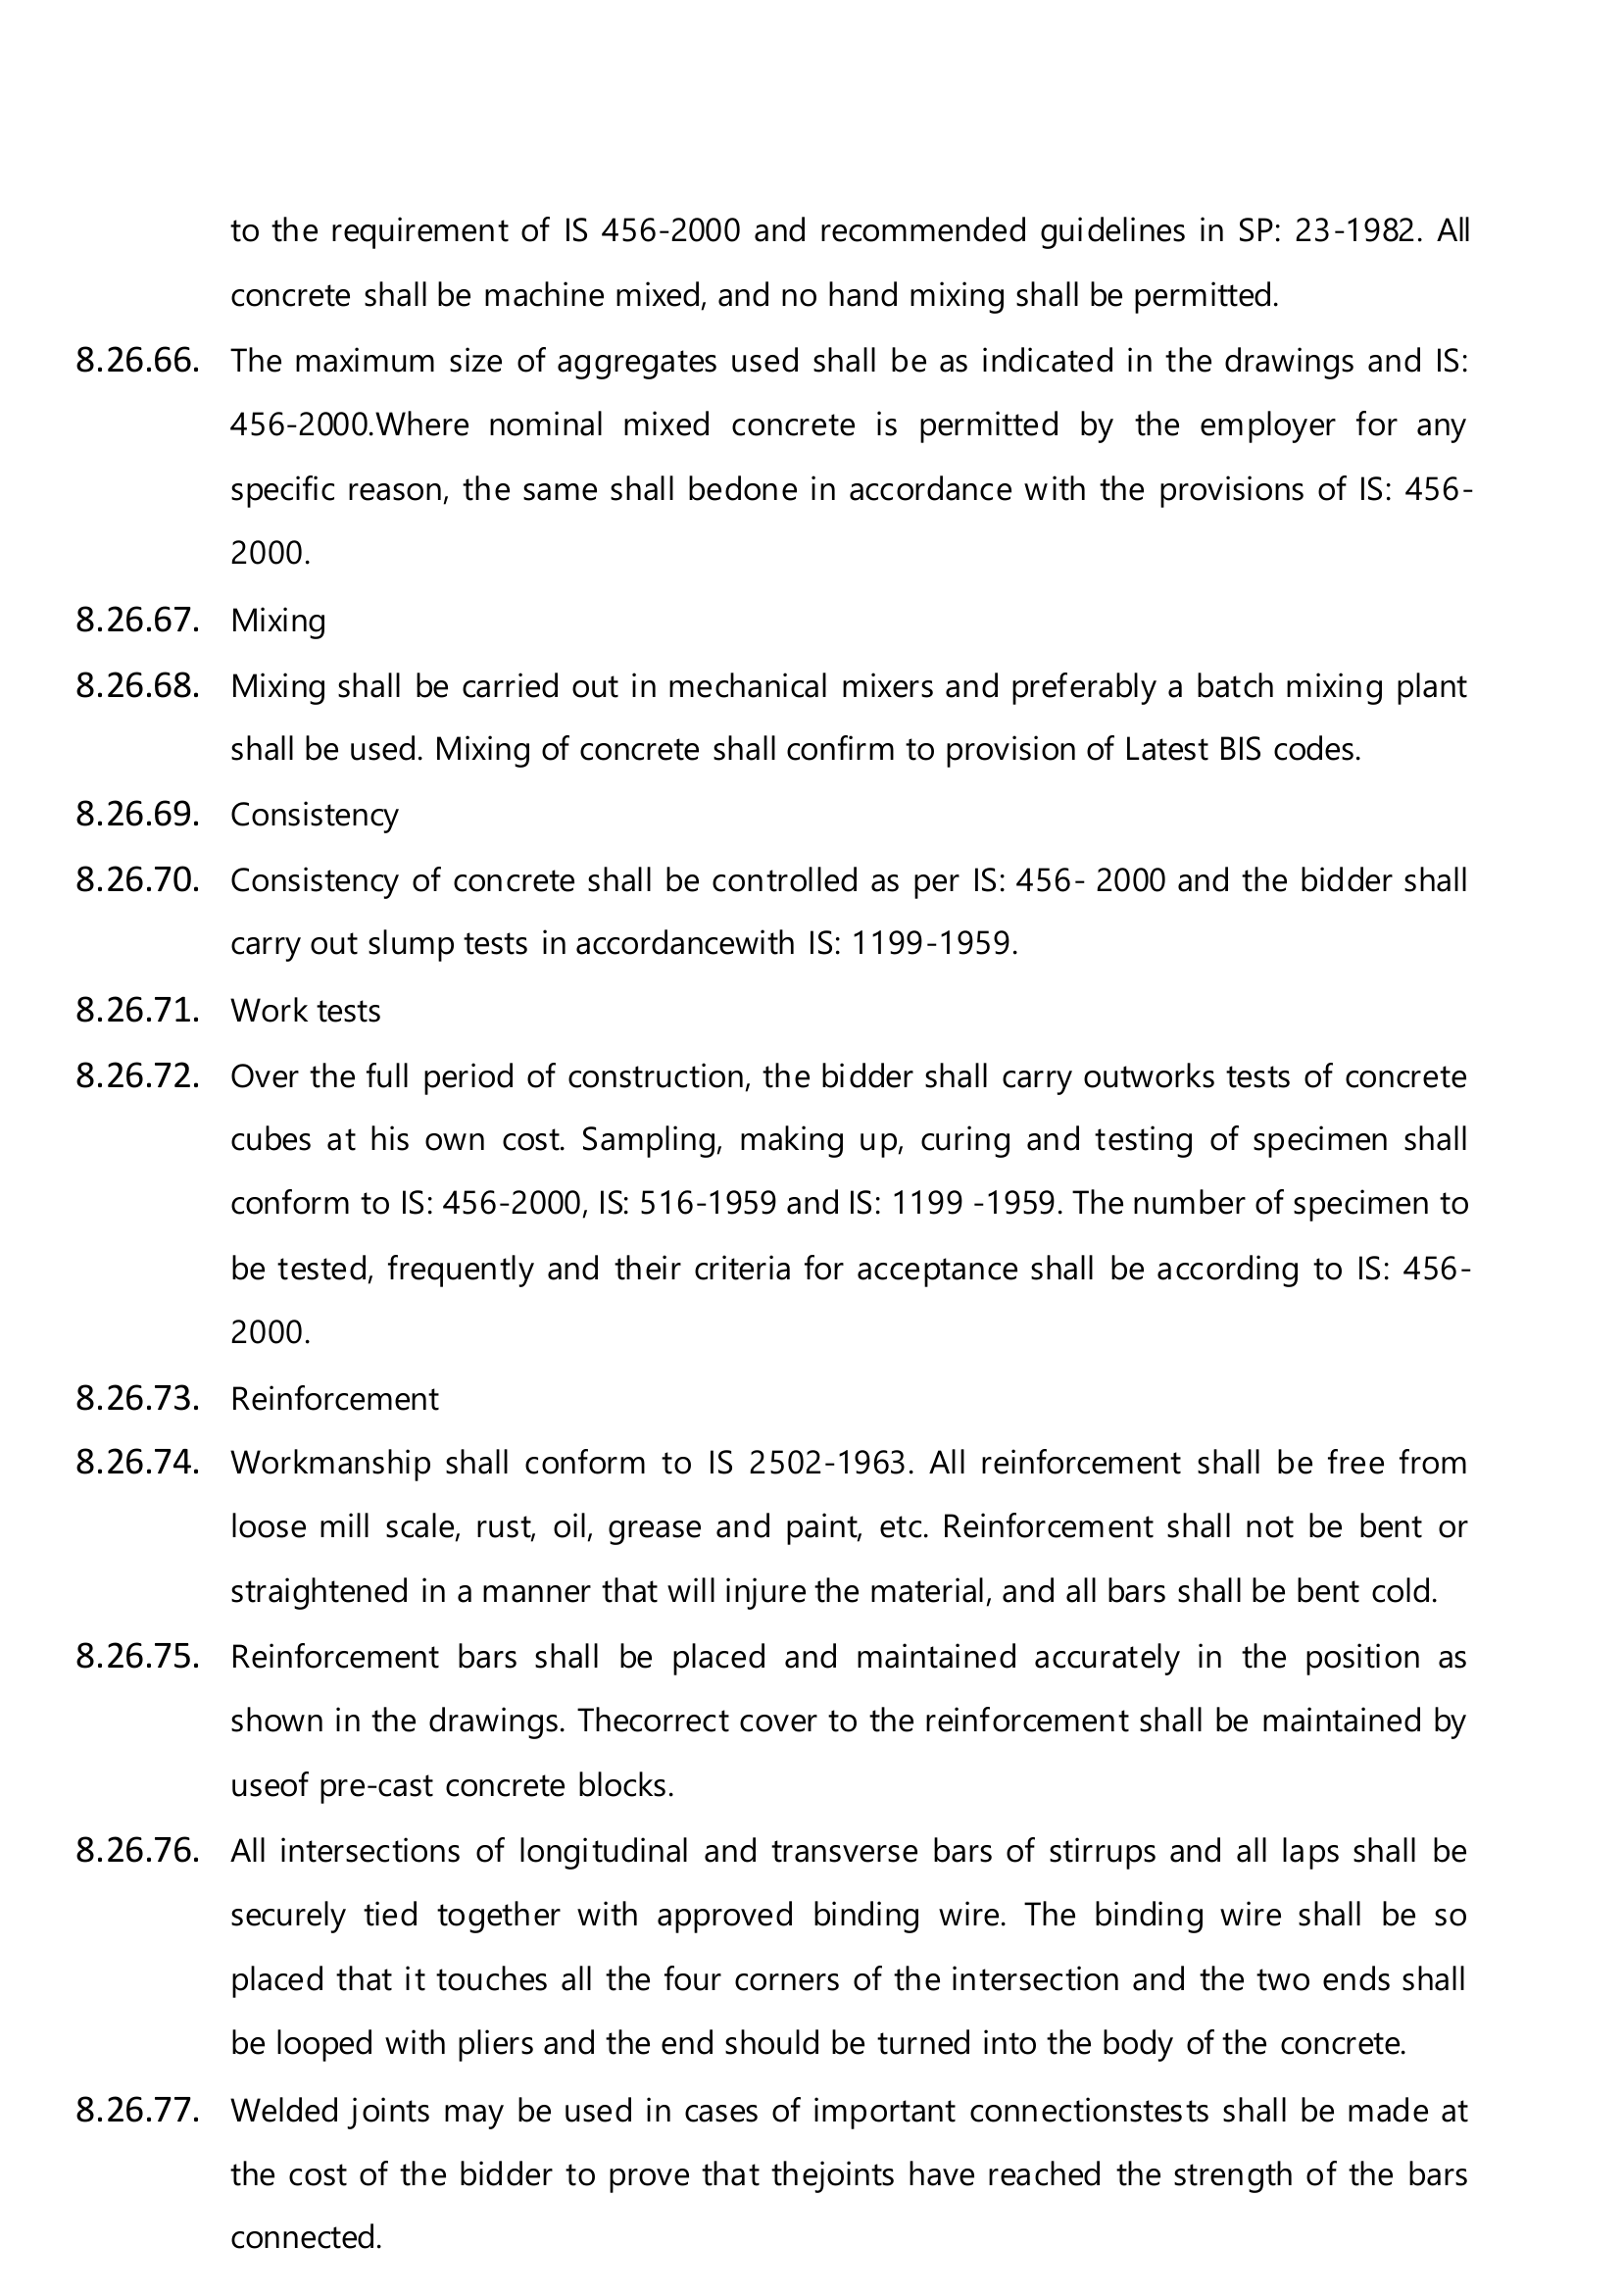 to the requirement of IS 456-2000 and recommended guidelines in SP: 23-1982. All
concrete shall be machine mixed, and no hand mixing shall be permitted.
8.26.66. The maximum size of aggregates used shall be as indicated in the drawings and IS:
456-2000.Where nominal mixed concrete is permitted by the employer for any
specific reason, the same shall bedone in accordance with the provisions of IS: 456-
2000.
8.26.67. Mixing
8.26.68. Mixing shall be carried out in mechanical mixers and preferably a batch mixing plant
shall be used. Mixing of concrete shall confirm to provision of Latest BIS codes.
8.26.69. Consistency
8.26.70. Consistency of concrete shall be controlled as per IS: 456- 2000 and the bidder shall
carry out slump tests in accordancewith IS: 1199-1959.
8.26.71. Work tests
8.26.72. Over the full period of construction, the bidder shall carry outworks tests of concrete
cubes at his own cost. Sampling, making up, curing and testing of specimen shall
conform to IS: 456-2000, IS: 516-1959 and IS: 1199 -1959. The number of specimen to
be tested, frequently and their criteria for acceptance shall be according to IS: 456-
2000.
8.26.73. Reinforcement
8.26.74. Workmanship shall conform to IS 2502-1963. All reinforcement shall be free from
loose mill scale, rust, oil, grease and paint, etc. Reinforcement shall not be bent or
straightened in a manner that will injure the material, and all bars shall be bent cold.
8.26.75. Reinforcement bars shall be placed and maintained accurately in the position as
shown in the drawings. Thecorrect cover to the reinforcement shall be maintained by
useof pre-cast concrete blocks.
8.26.76. All intersections of longitudinal and transverse bars of stirrups and all laps shall be
securely tied together with approved binding wire. The binding wire shall be so
placed that it touches all the four corners of the intersection and the two ends shall
be looped with pliers and the end should be turned into the body of the concrete.
8.26.77. Welded joints may be used in cases of important connectionstests shall be made at
the cost of the bidder to prove that thejoints have reached the strength of the bars
connected.